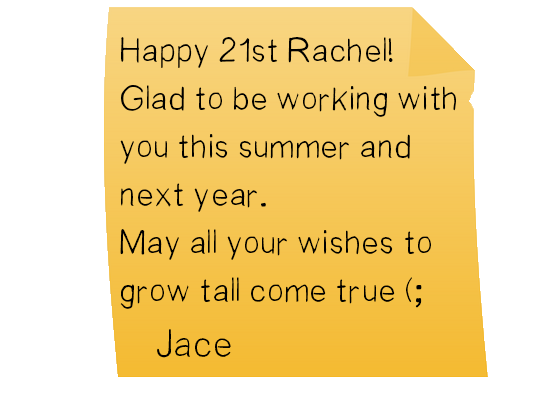 Happy 21st Rachel!
Glad to be working with
you this summer and
next year.
May all your wishes to
grow tall come true (;
Jace